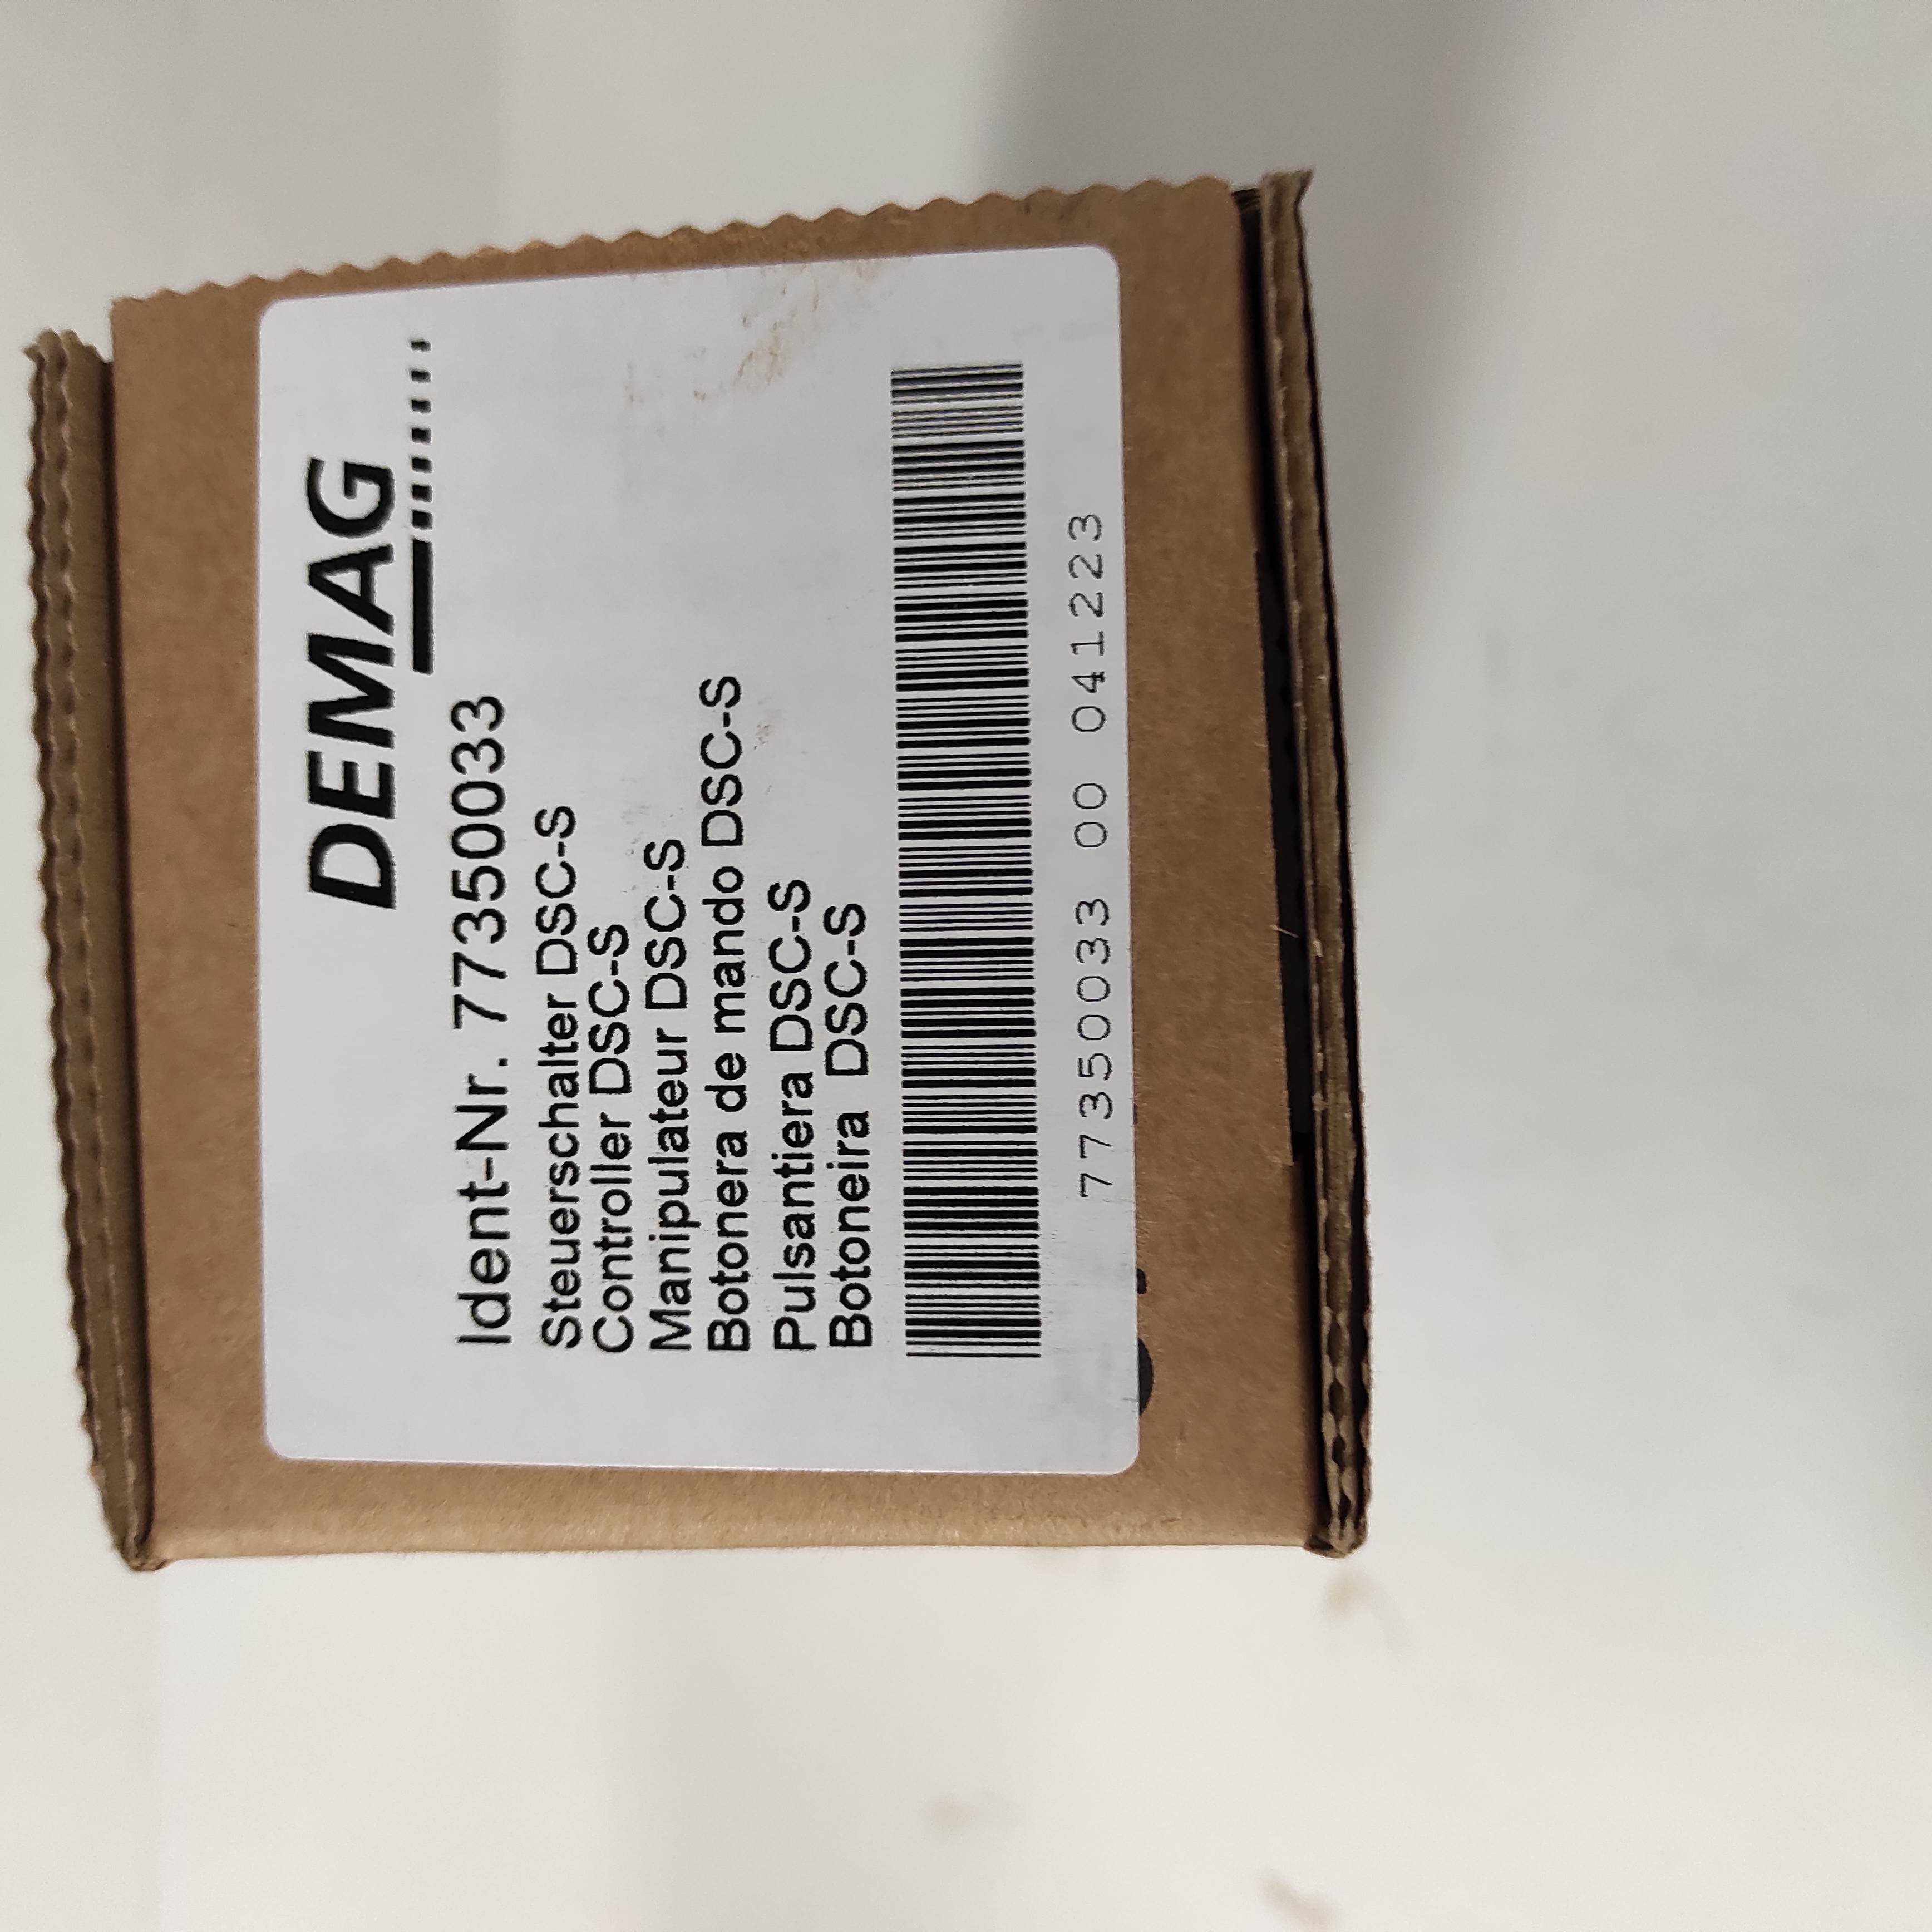 DEMAG
Ident-Nr. 77350033
Steuerschalter DSC-S
Controller DSC-S
Manipulateur DSC-S
Botonera de mando DSC-S
Pulsantiera DSC-S
Botoneira DSC-S
77350033 00 041223